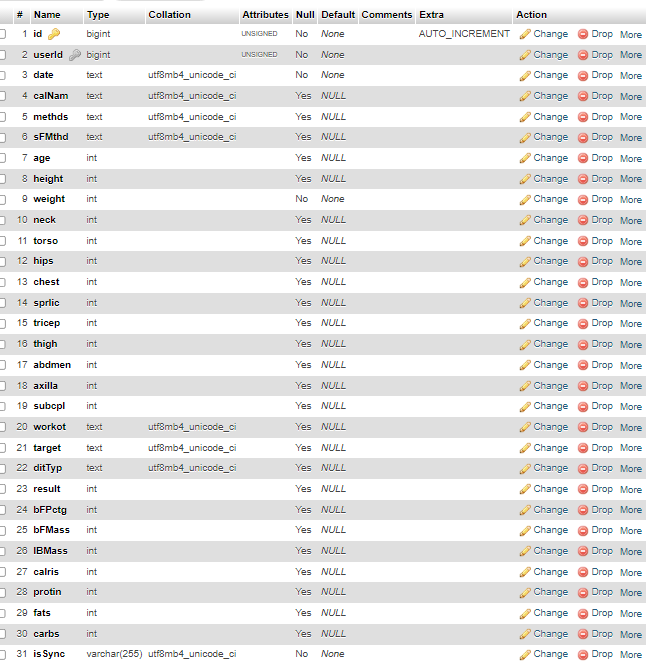 # Name Type Collation Attributes Null Default Comments Extra Action
1 id bigint UNSIGNED No None AUTO_INCREMENT Change Drop More
2 userId bigint UNSIGNED No None Change Drop More
3 date text utf8mb4_unicode_ci No None Change Drop More
4 calNam text utf8mb4_unicode_ci Yes NULL Change Drop More
5 methds text utf8mb4_unicode_ci Yes NULL Change Drop More
6 sFMthd text utf8mb4_unicode_ci Yes NULL Change Drop More
7 age int Yes NULL Change Drop More
8 height int Yes NULL Change Drop More
9 weight int No None Change Drop More
10 neck int Yes NULL Change Drop More
11 torso int Yes NULL Change Drop More
12 hips int Yes NULL Change Drop More
13 chest int Yes NULL Change Drop More
14 sprlic int Yes NULL Change Drop More
15 tricep int Yes NULL Change Drop More
16 thigh int Yes NULL Change Drop More
17 abdmen int Yes NULL Change Drop More
18 axilla int Yes NULL Change Drop More
19 subcpl int Yes NULL Change Drop More
20 workot text utf8mb4_unicode_ci Yes NULL Change Drop More
21 target text utf8mb4_unicode_ci Yes NULL Change Drop More
22 ditTyp text utf8mb4_unicode_ci Yes NULL Change Drop More
23 result int Yes NULL Change Drop More
24 bFPctg int Yes NULL Change Drop More
25 bFMass int Yes NULL Change Drop More
26 lBMass int Yes NULL Change Drop More
27 calris int Yes NULL Change Drop More
28 protin int Yes NULL Change Drop More
29 fats int Yes NULL Change Drop More
30 carbs int Yes NULL Change Drop More
31 isSync varchar(255) utf8mb4_unicode_ci No None Change Drop More